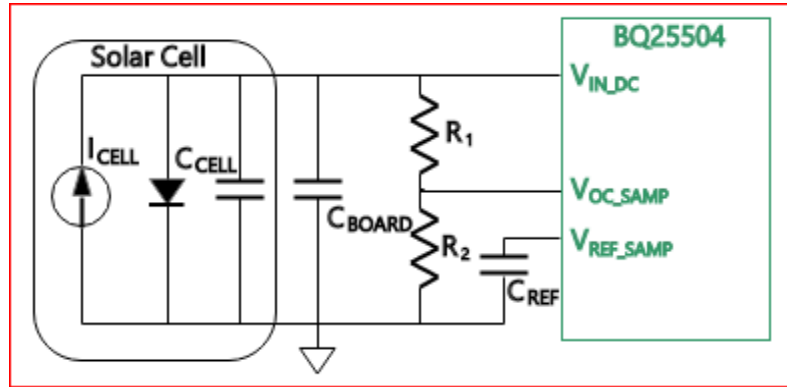 Solar Cell
BQ25504
V_IN_DC
I_CELL
C_CELL
R_1
C_BOARD
V_OC_SAMP
R_2
V_REF_SAMP
C_REF